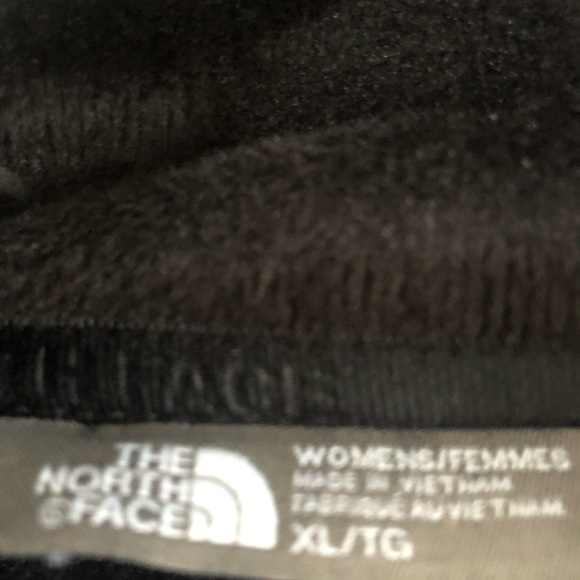 THE
NORTH
FACE
WOMENS/FEMMES
MADE IN VIETNAM
FABRIQUÉ AU VIETNAM
XL/TG